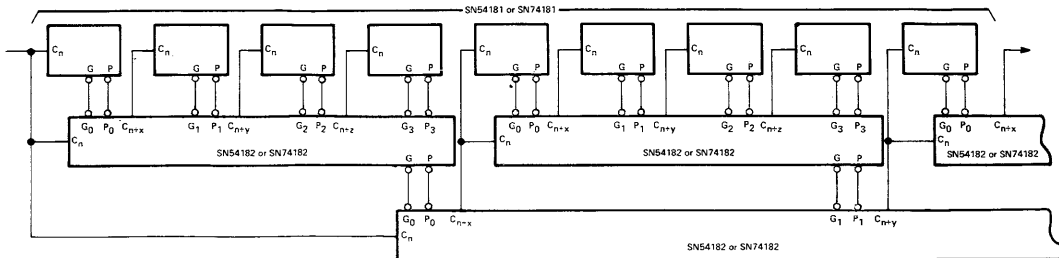 SN54181 or SN74181
Cn Cn Cn Cn Cn Cn Cn Cn Cn
G P G P G P G P G P G P G P G P G P
G0 P0 Cn+x G1 P1 Cn+y G2 P2 Cn+z G3 P3 G0 P0 Cn+x G1 P1 Cn+y G2 P2 Cn+z G3 P3 G0 P0 Cn+x
Cn Cn Cn
SN54182 or SN74182 SN54182 or SN74182 SN54182 or SN74182
G P G P
G0 P0 Cn-x G1 P1 Cn+y
Cn
SN54182 or SN74182